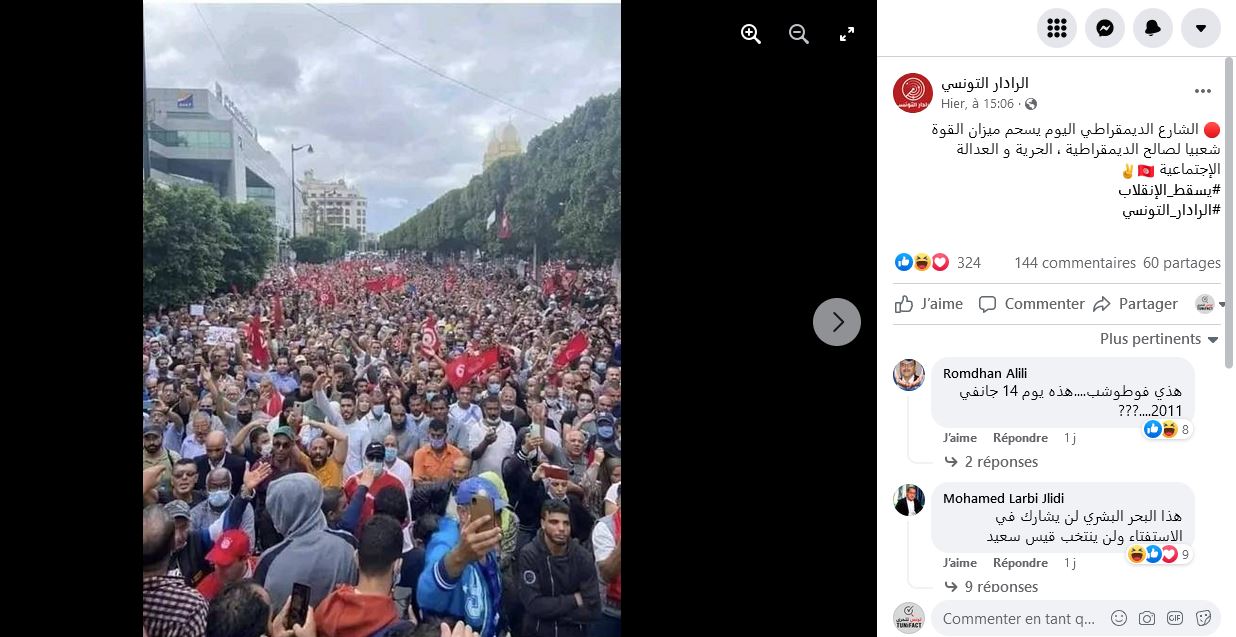 الرادار التونسي
Hier, à 15:06 ·
🔴 الشارع الديمقراطي اليوم يسحم ميزان القوة
شعبيا لصالح الديمقراطية ، الحرية و العدالة
الإجتماعية 🇹🇳✌
#يسقط_الإنقلاب
#الرادار_التونسي
324 144 commentaires 60 partages
J'aime Commenter Partager
Plus pertinents
Romdhan Alili
هذي فوطوشب....هذه يوم 14 جانفي
2011....???
8
J'aime Répondre 1 j
2 réponses
Mohamed Larbi Jlidi
هذا البحر البشري لن يشارك في
الاستفتاء ولن ينتخب قيس سعيد
9
J'aime Répondre 1 j
9 réponses
TUNIFACT
Commenter en tant q...
GIF